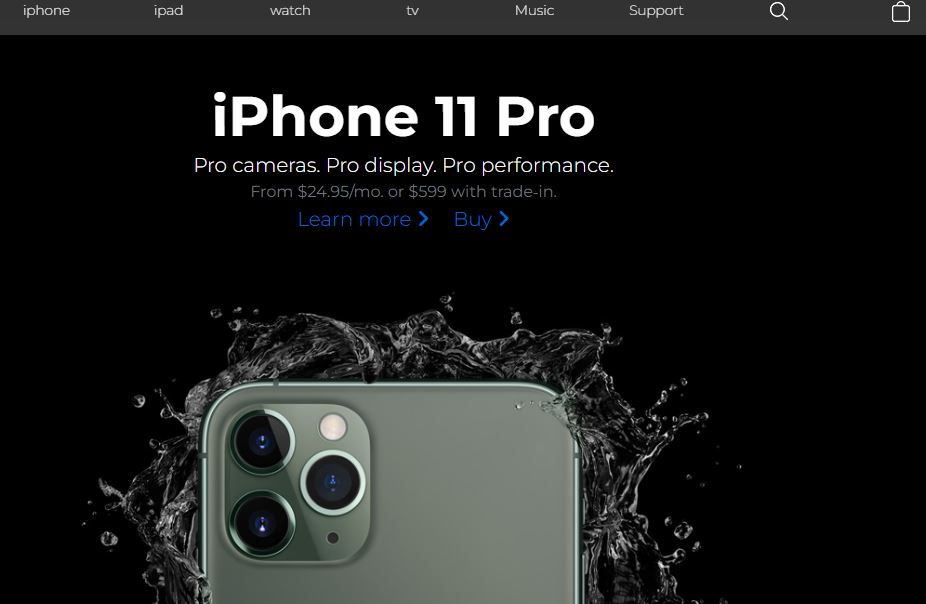 iphone ipad watch tv Music Support
iPhone 11 Pro
Pro cameras. Pro display. Pro performance.
From $24.95/mo. or $599 with trade-in.
Learn more Buy